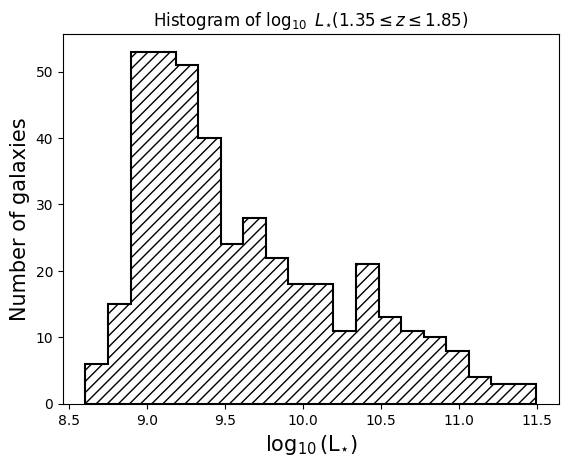 Histogram of log₁₀ L⋆(1.35 ≤ z ≤ 1.85)
Number of galaxies
50
40
30
20
10
0
8.5 9.0 9.5 10.0 10.5 11.0 11.5
log₁₀(L⋆)